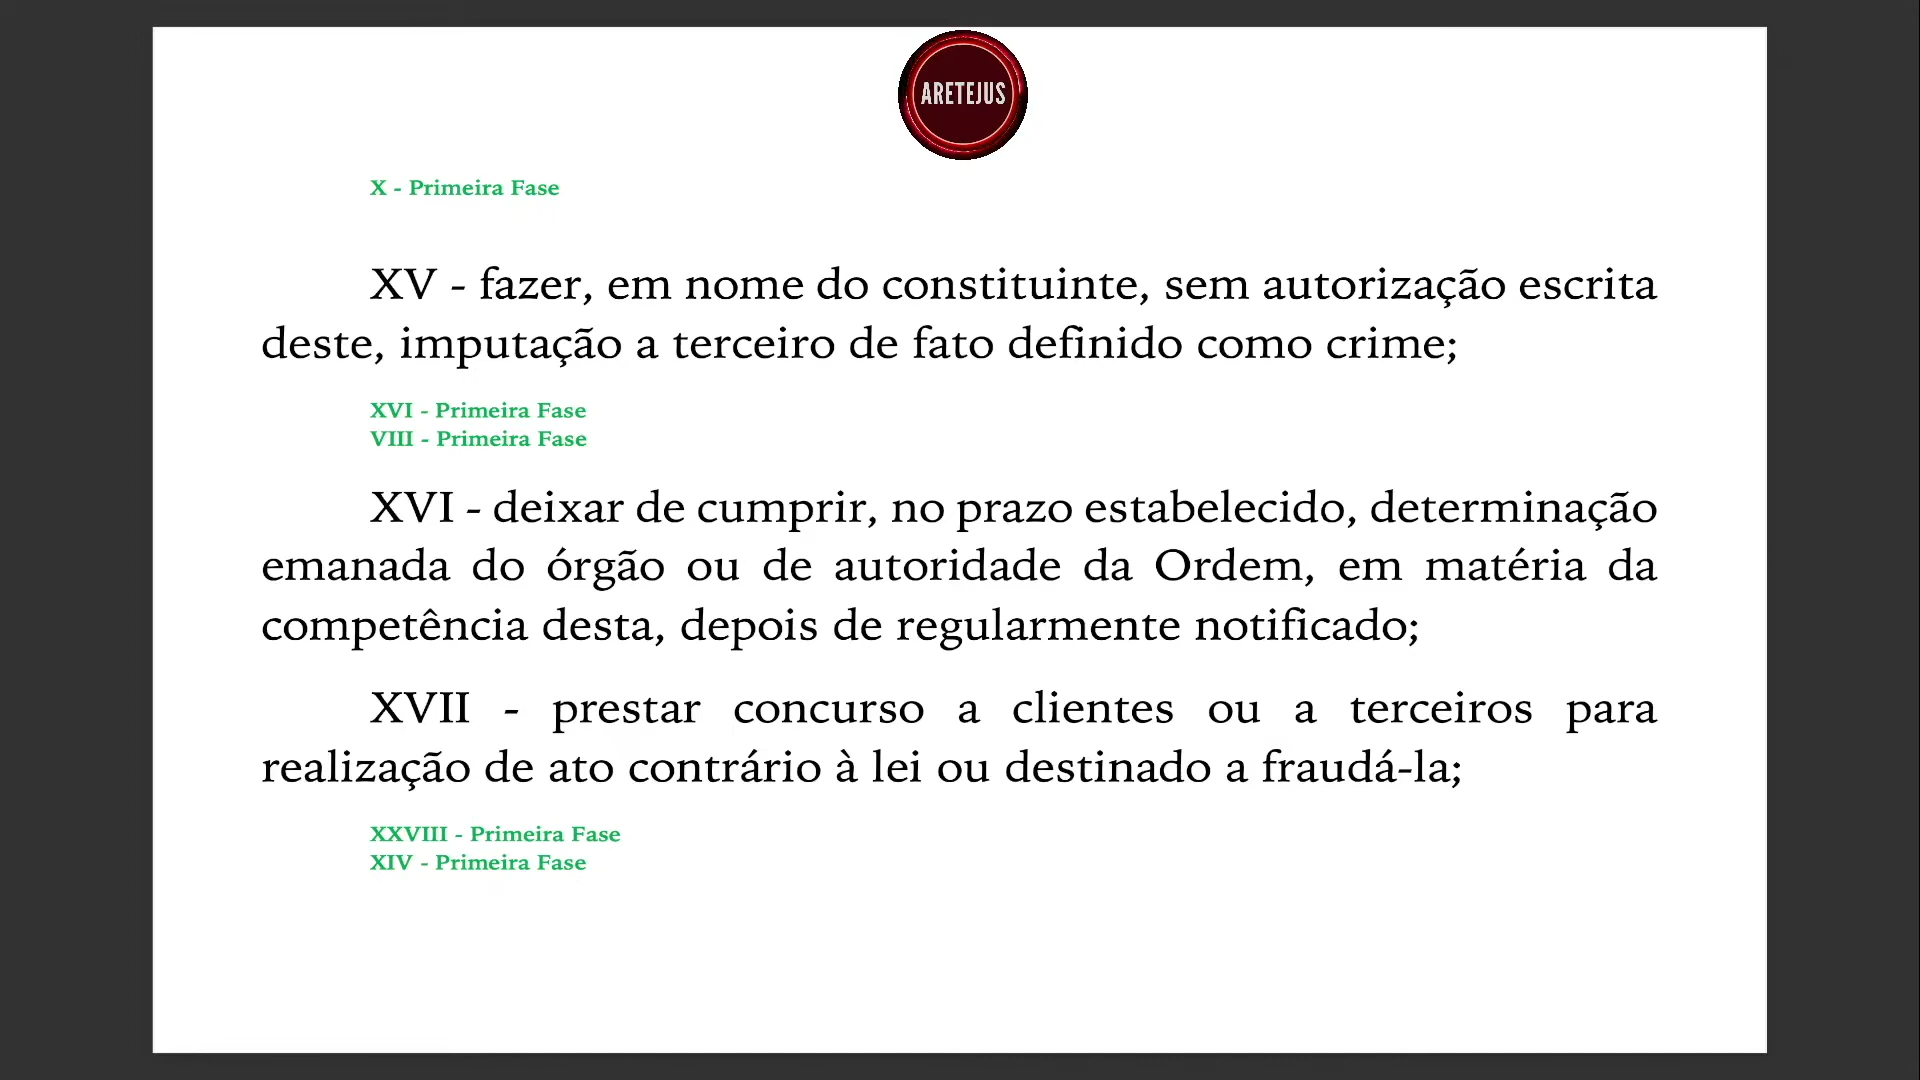 ARETEJUS
X - Primeira Fase
XV - fazer, em nome do constituinte, sem autorização escrita
deste, imputação a terceiro de fato definido como crime;
XVI - Primeira Fase
VIII - Primeira Fase
XVI - deixar de cumprir, no prazo estabelecido, determinação
emanada do órgão ou de autoridade da Ordem, em matéria da
competência desta, depois de regularmente notificado;
XVII - prestar concurso a clientes ou a terceiros para
realização de ato contrário à lei ou destinado a fraudá-la;
XXVIII - Primeira Fase
XIV - Primeira Fase